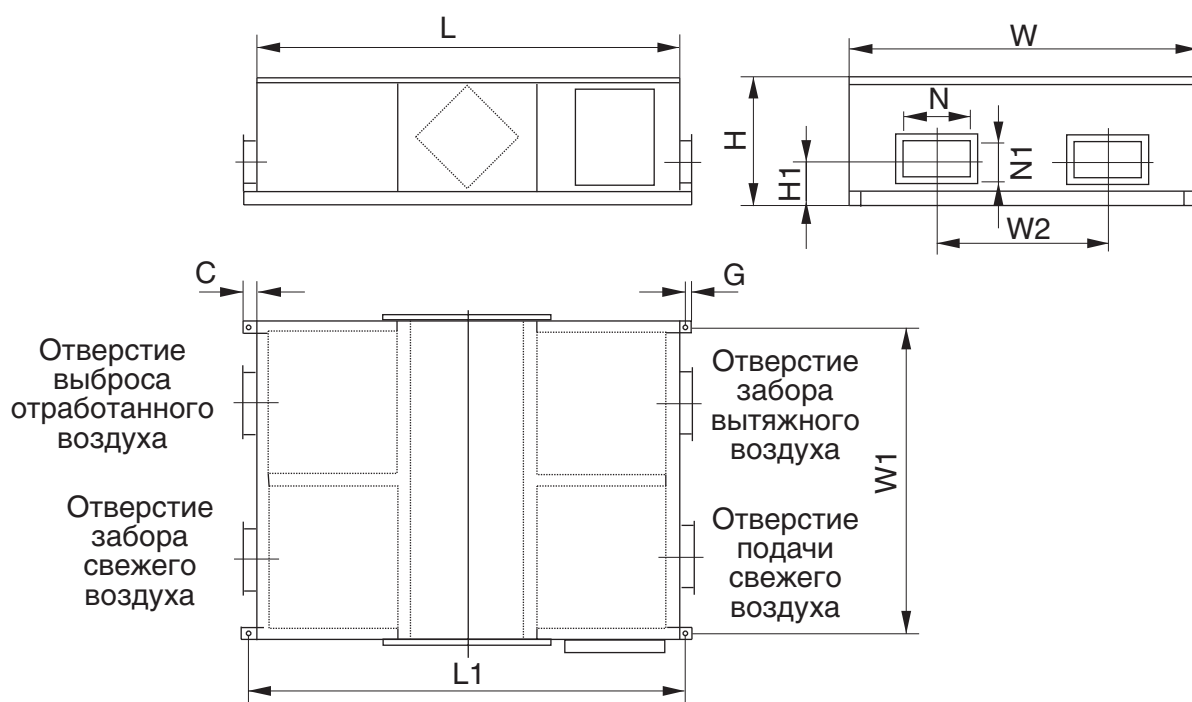 L
W
N
H
H1
N1
W2
C
G
Отверстие
выброса
отработанного
воздуха
Отверстие
забора
вытяжного
воздуха
W1
Отверстие
забора
свежего
воздуха
Отверстие
подачи
свежего
воздуха
L1